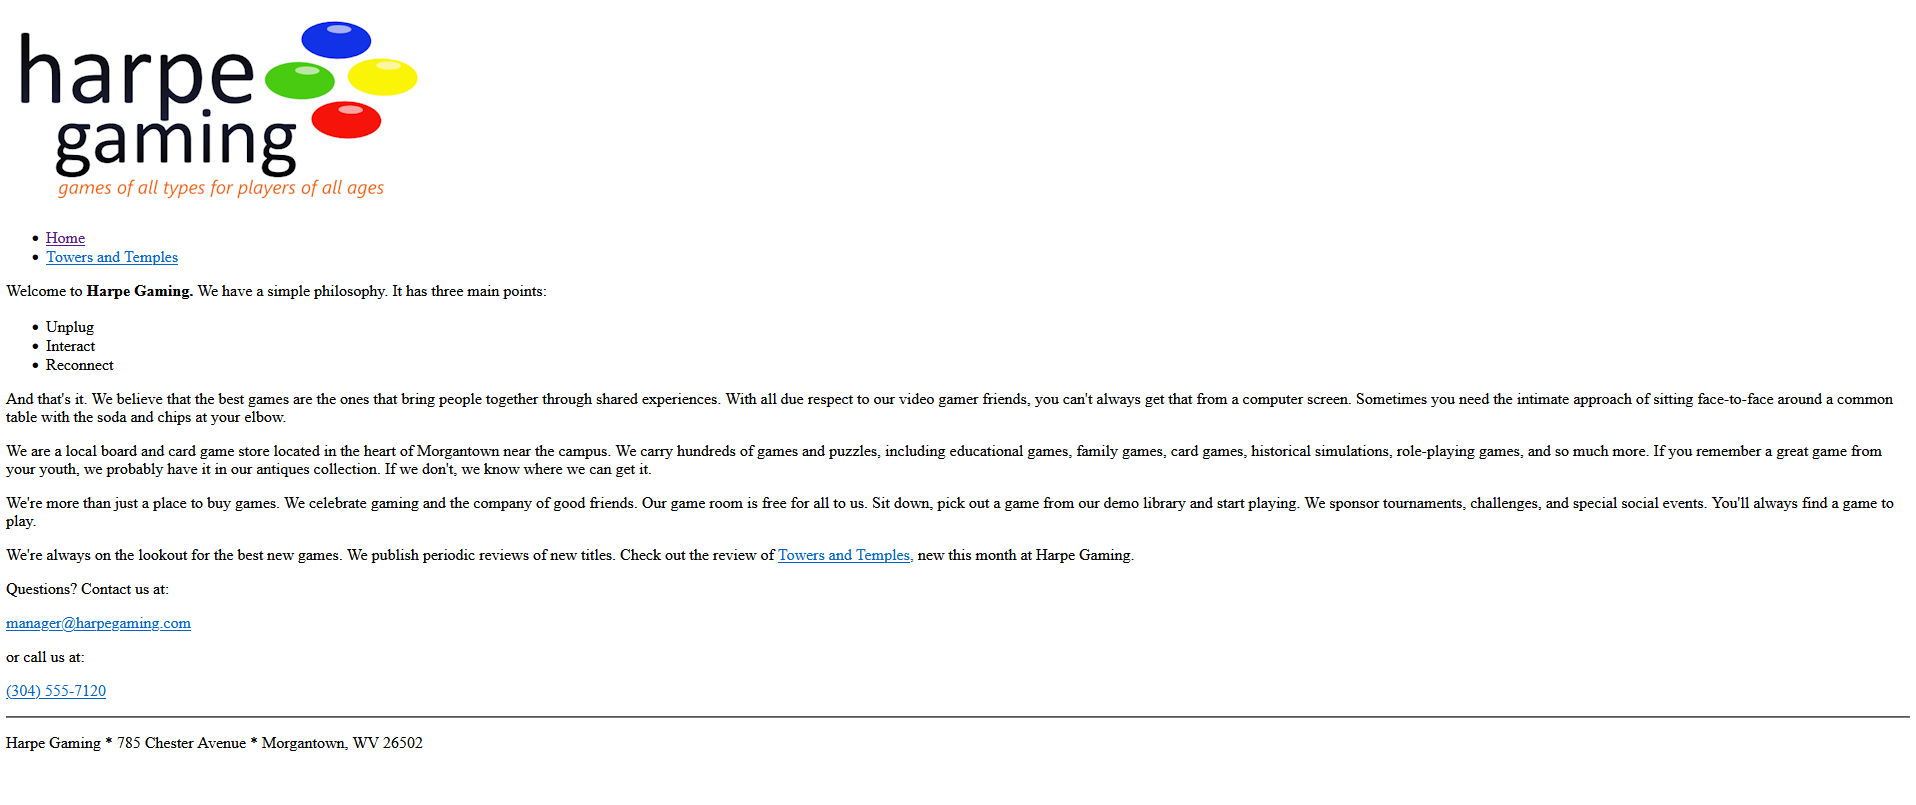 harpe
gaming
games of all types for players of all ages
• Home
• Towers and Temples
Welcome to Harpe Gaming. We have a simple philosophy. It has three main points:
• Unplug
• Interact
• Reconnect
And that's it. We believe that the best games are the ones that bring people together through shared experiences. With all due respect to our video gamer friends, you can't always get that from a computer screen. Sometimes you need the intimate approach of sitting face-to-face around a common
table with the soda and chips at your elbow.
We are a local board and card game store located in the heart of Morgantown near the campus. We carry hundreds of games and puzzles, including educational games, family games, card games, historical simulations, role-playing games, and so much more. If you remember a great game from
your youth, we probably have it in our antiques collection. If we don't, we know where we can get it.
We're more than just a place to buy games. We celebrate gaming and the company of good friends. Our game room is free for all to us. Sit down, pick out a game from our demo library and start playing. We sponsor tournaments, challenges, and special social events. You'll always find a game to
play.
We're always on the lookout for the best new games. We publish periodic reviews of new titles. Check out the review of Towers and Temples, new this month at Harpe Gaming.
Questions? Contact us at:
manager@harpegaming.com
or call us at:
(304) 555-7120
Harpe Gaming * 785 Chester Avenue * Morgantown, WV 26502